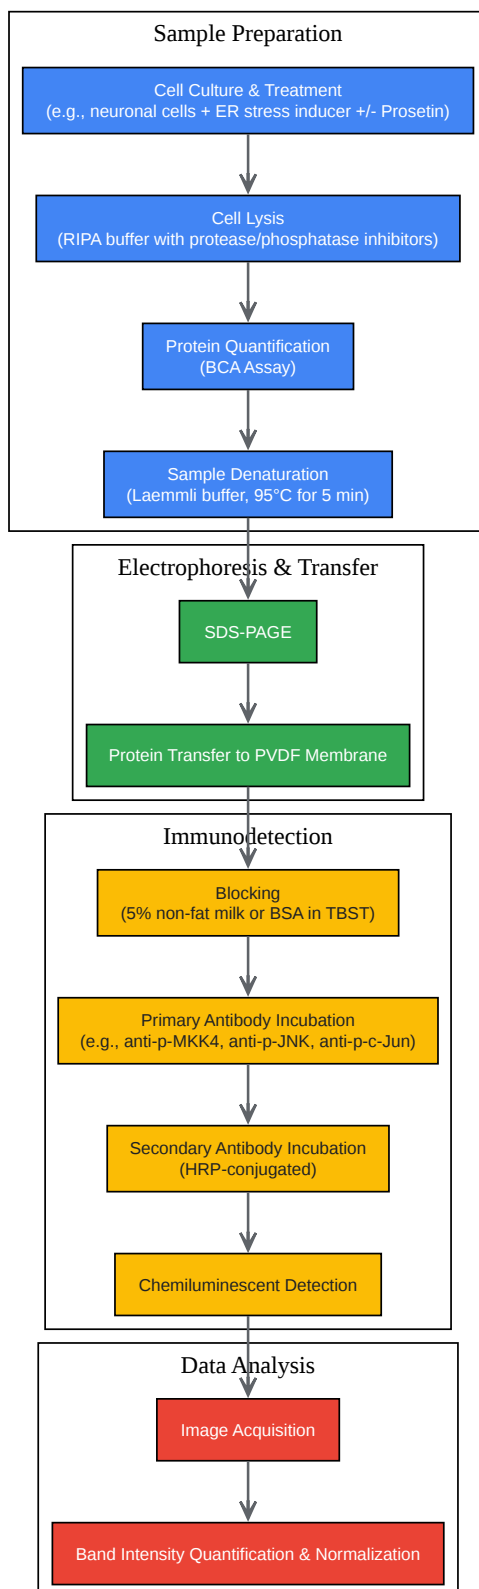 Sample Preparation
Cell Culture & Treatment
(e.g., neuronal cells + ER stress inducer +/- Prosetin)
Cell Lysis
(RIPA buffer with protease/phosphatase inhibitors)
Protein Quantification
(BCA Assay)
Sample Denaturation
(Laemmli buffer, 95°C for 5 min)
Electrophoresis & Transfer
SDS-PAGE
Protein Transfer to PVDF Membrane
Immunodetection
Blocking
(5% non-fat milk or BSA in TBST)
Primary Antibody Incubation
(e.g., anti-p-MKK4, anti-p-JNK, anti-p-c-Jun)
Secondary Antibody Incubation
(HRP-conjugated)
Chemiluminescent Detection
Data Analysis
Image Acquisition
Band Intensity Quantification & Normalization